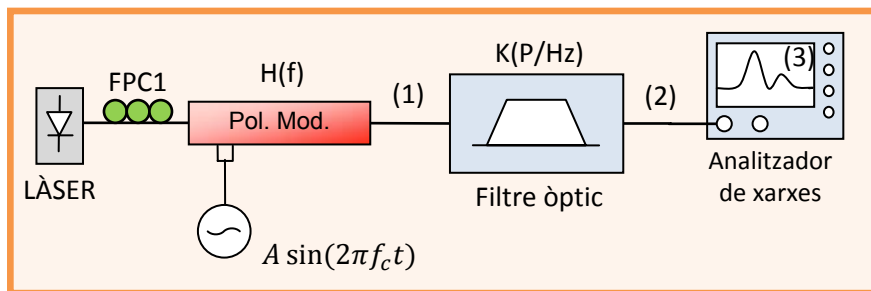 FPC1
H(f)
K(P/Hz)
(3)
(1)
(2)
Pol. Mod.
LÀSER
Filtre òptic
Analitzador
de xarxes
A sin(2πf_c t)